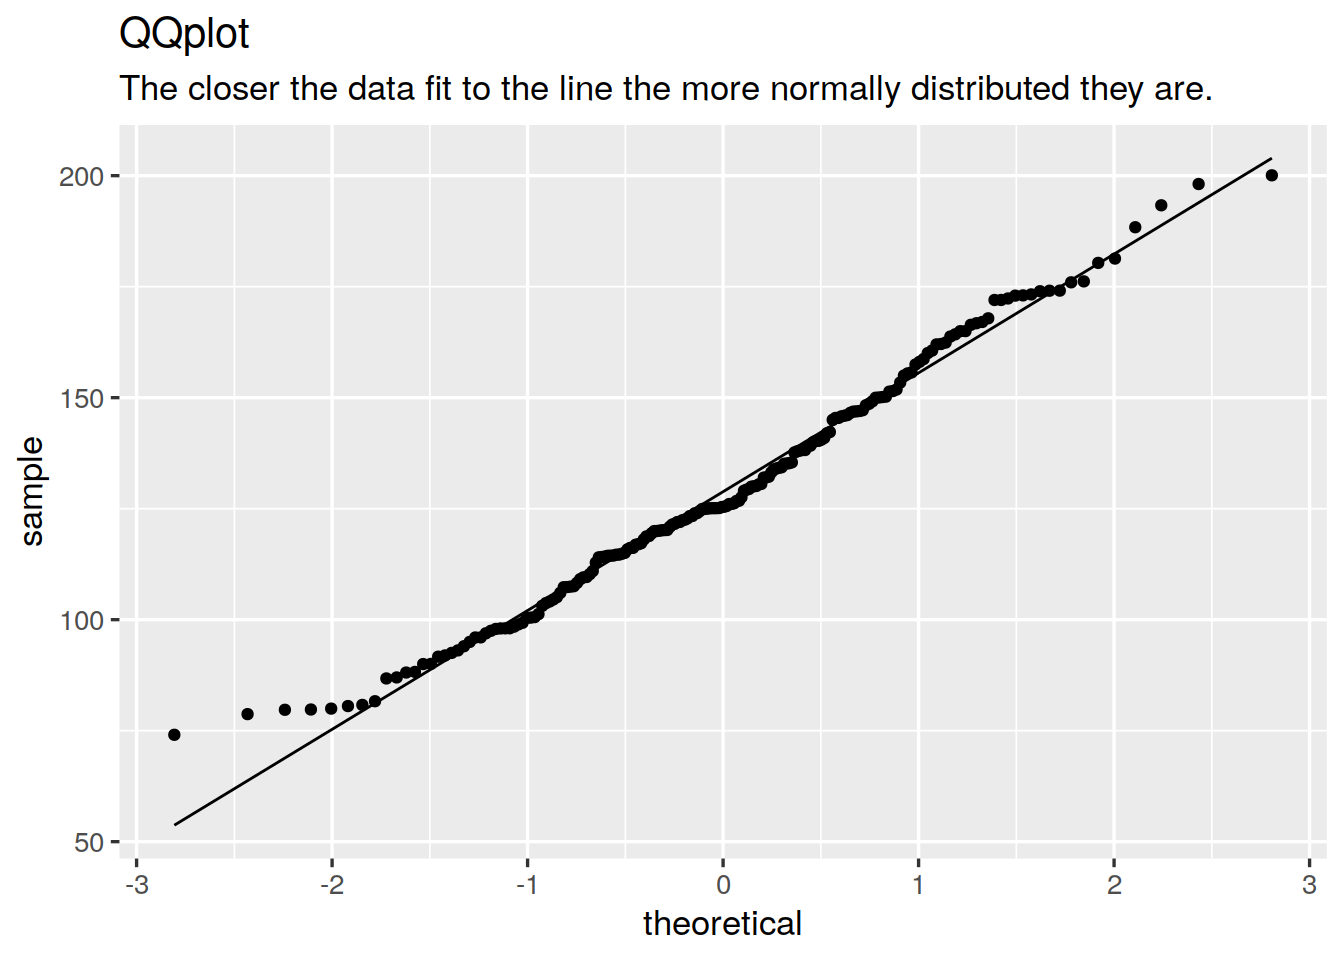 QQplot
The closer the data fit to the line the more normally distributed they are.
200
150
100
50
sample
-3 -2 -1 0 1 2 3
theoretical